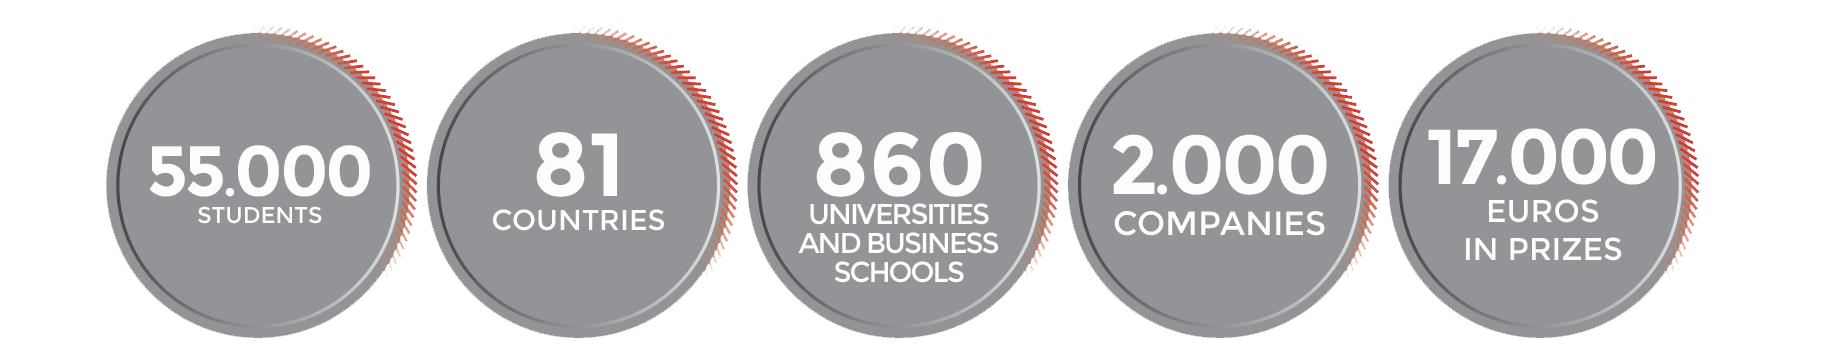 55.000
STUDENTS
81
COUNTRIES
860
UNIVERSITIES
AND BUSINESS
SCHOOLS
2.000
COMPANIES
17.000
EUROS
IN PRIZES